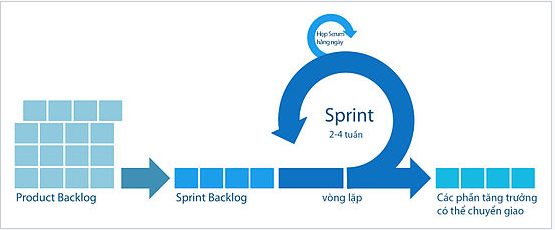 Họp Scrum
hằng ngày
Sprint
2-4 tuần
Product Backlog
Sprint Backlog
vòng lặp
Các phần tăng trưởng
có thể chuyển giao